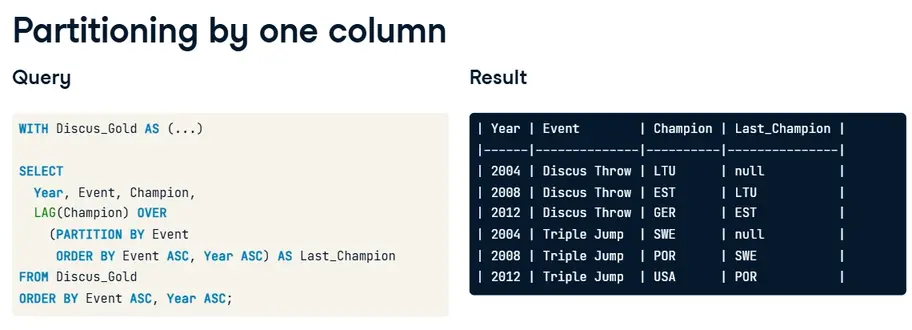 Partitioning by one column
Query
WITH Discus_Gold AS (...)
SELECT
Year, Event, Champion,
LAG(Champion) OVER
(PARTITION BY Event
ORDER BY Event ASC, Year ASC) AS Last_Champion
FROM Discus_Gold
ORDER BY Event ASC, Year ASC;
Result
| Year | Event | Champion | Last_Champion |
|------|--------------|----------|---------------|
| 2004 | Discus Throw | LTU | null |
| 2008 | Discus Throw | EST | LTU |
| 2012 | Discus Throw | GER | EST |
| 2004 | Triple Jump | SWE | null |
| 2008 | Triple Jump | POR | SWE |
| 2012 | Triple Jump | USA | POR |